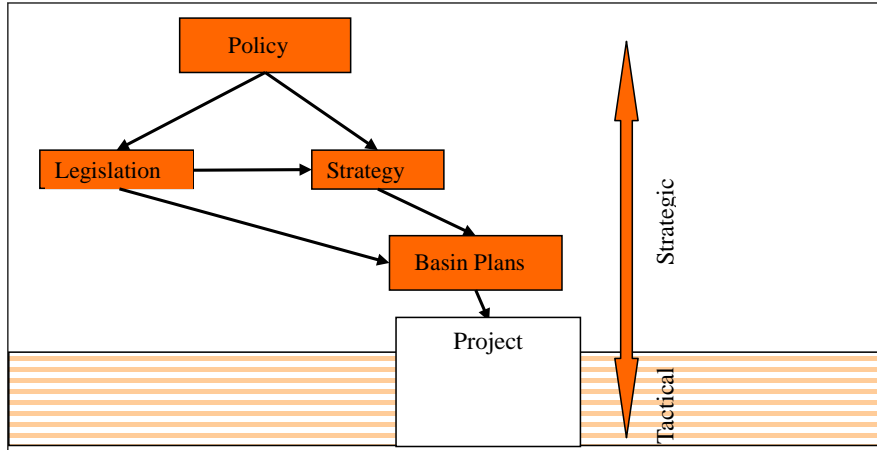 Policy
Legislation
Strategy
Basin Plans
Project
Strategic
Tactical